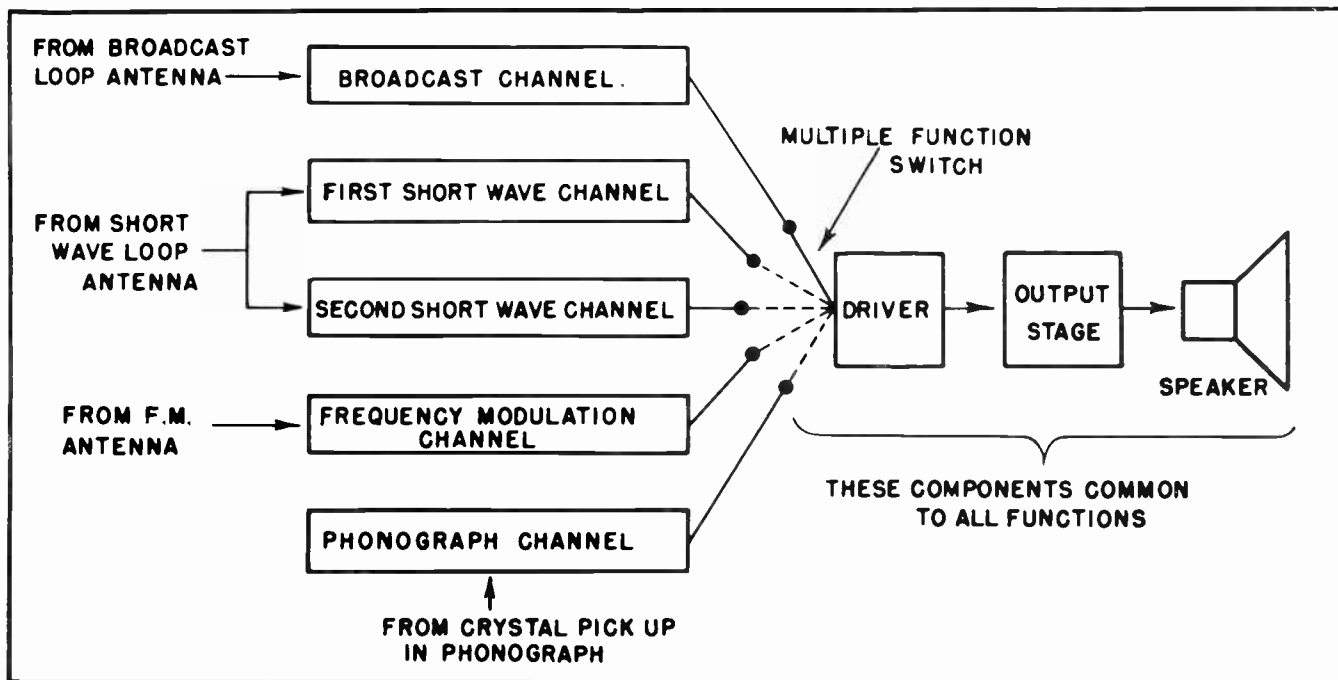 FROM BROADCAST
LOOP ANTENNA
BROADCAST CHANNEL.
MULTIPLE FUNCTION
SWITCH
FIRST SHORT WAVE CHANNEL
FROM SHORT
WAVE LOOP
ANTENNA
SECOND SHORT WAVE CHANNEL
DRIVER
OUTPUT
STAGE
SPEAKER
FROM F.M.
ANTENNA
FREQUENCY MODULATION
CHANNEL
THESE COMPONENTS COMMON
TO ALL FUNCTIONS
PHONOGRAPH CHANNEL
FROM CRYSTAL PICK UP
IN PHONOGRAPH